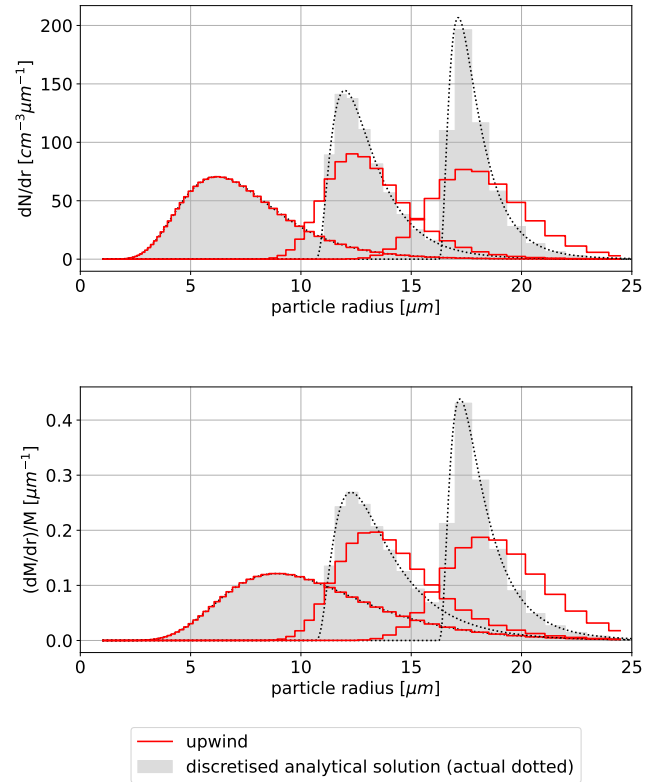 200
150
100
50
0
dN/dr [cm⁻³μm⁻¹]
0 5 10 15 20 25
particle radius [μm]
0.4
0.3
0.2
0.1
0.0
(dM/dr)/M [μm⁻¹]
0 5 10 15 20 25
particle radius [μm]
upwind
discretised analytical solution (actual dotted)